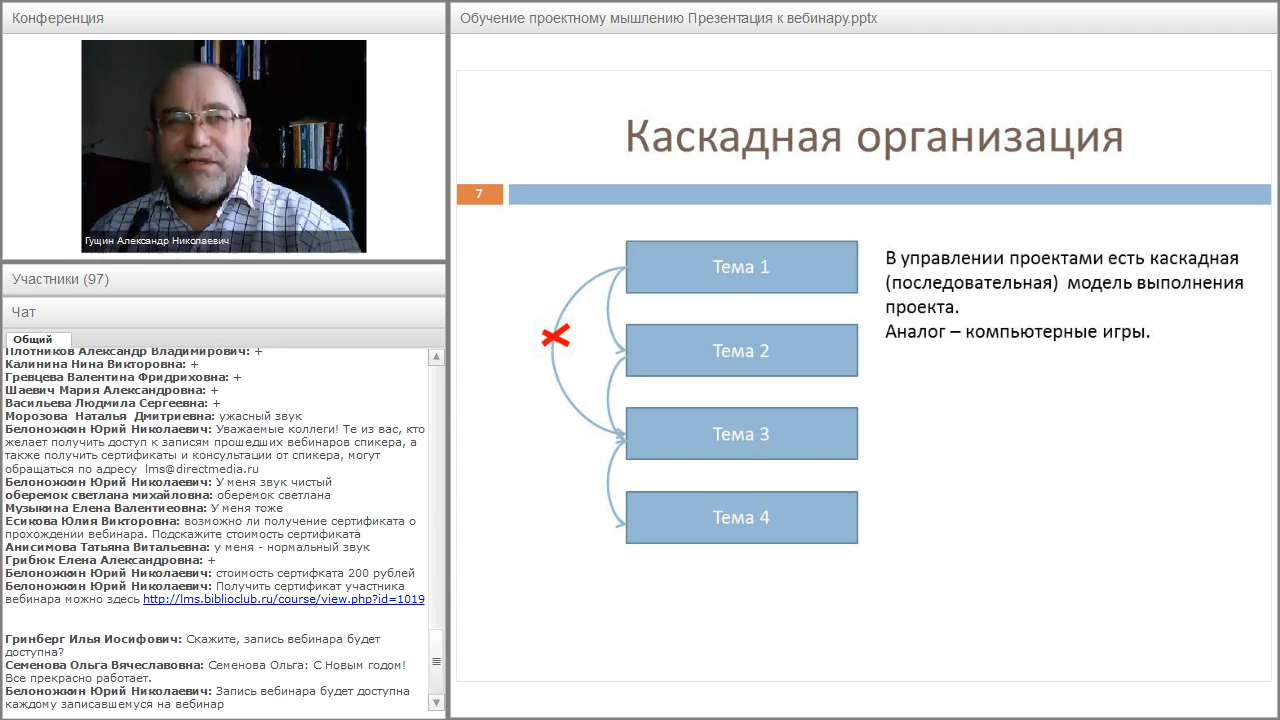 Конференция
Гущин Александр Николаевич
Участники (97)
Чат
Общий
Плотников Александр Владимирович: +
Калинина Нина Викторовна: +
Гревцева Валентина Фридриховна: +
Шаевич Мария Александровна: +
Васильева Людмила Сергеевна: +
Морозова Наталья Дмитриевна: ужасный звук
Белоножкин Юрий Николаевич: Уважаемые коллеги! Те из вас, кто
желает получить доступ к записям прошедших вебинаров спикера, а
также получить сертификаты и консультации от спикера, могут
обращаться по адресу lms@directmedia.ru
Белоножкин Юрий Николаевич: У меня звук чистый
оберемок светлана михайловна: оберемок светлана
Музыкина Елена Валентиеовна: У меня тоже
Есикова Юлия Викторовна: возможно ли получение сертификата о
прохождении вебинара. Подскажите стоимость сертификата
Анисимова Татьяна Витальевна: у меня - нормальный звук
Грибюк Елена Александровна: +
Белоножкин Юрий Николаевич: стоимость сертифката 200 рублей
Белоножкин Юрий Николаевич: Получить сертификат участника
вебинара можно здесь http://lms.biblioclub.ru/course/view.php?id=1019
Гринберг Илья Иосифович: Скажите, запись вебинара будет
доступна?
Семенова Ольга Вячеславовна: Семенова Ольга: С Новым годом!
Все прекрасно работает.
Белоножкин Юрий Николаевич: Запись вебинара будет доступна
каждому записавшемуся на вебинар
Обучение проектному мышлению Презентация к вебинару.pptx
Каскадная организация
7
Тема 1
Тема 2
Тема 3
Тема 4
В управлении проектами есть каскадная
(последовательная) модель выполнения
проекта.
Аналог – компьютерные игры.